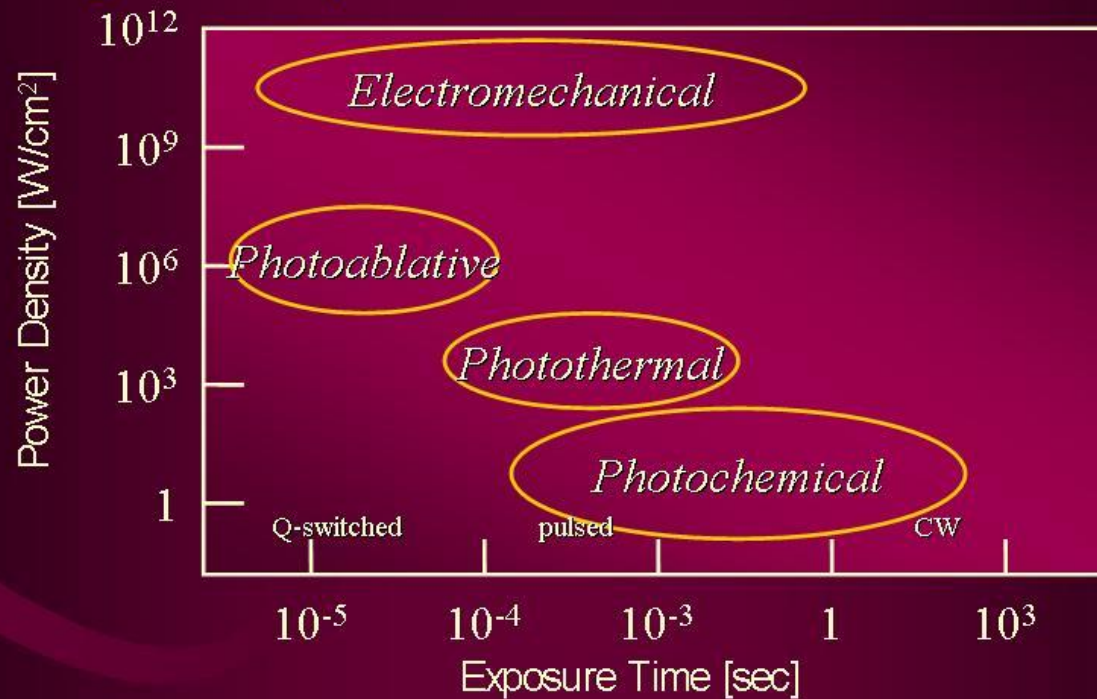 10¹²
Electromechanical
10⁹
Power Density [W/cm²]
10⁶
Photoablative
Photothermal
10³
Photochemical
1
Q-switched pulsed CW
10⁻⁵ 10⁻⁴ 10⁻³ 1 10³
Exposure Time [sec]